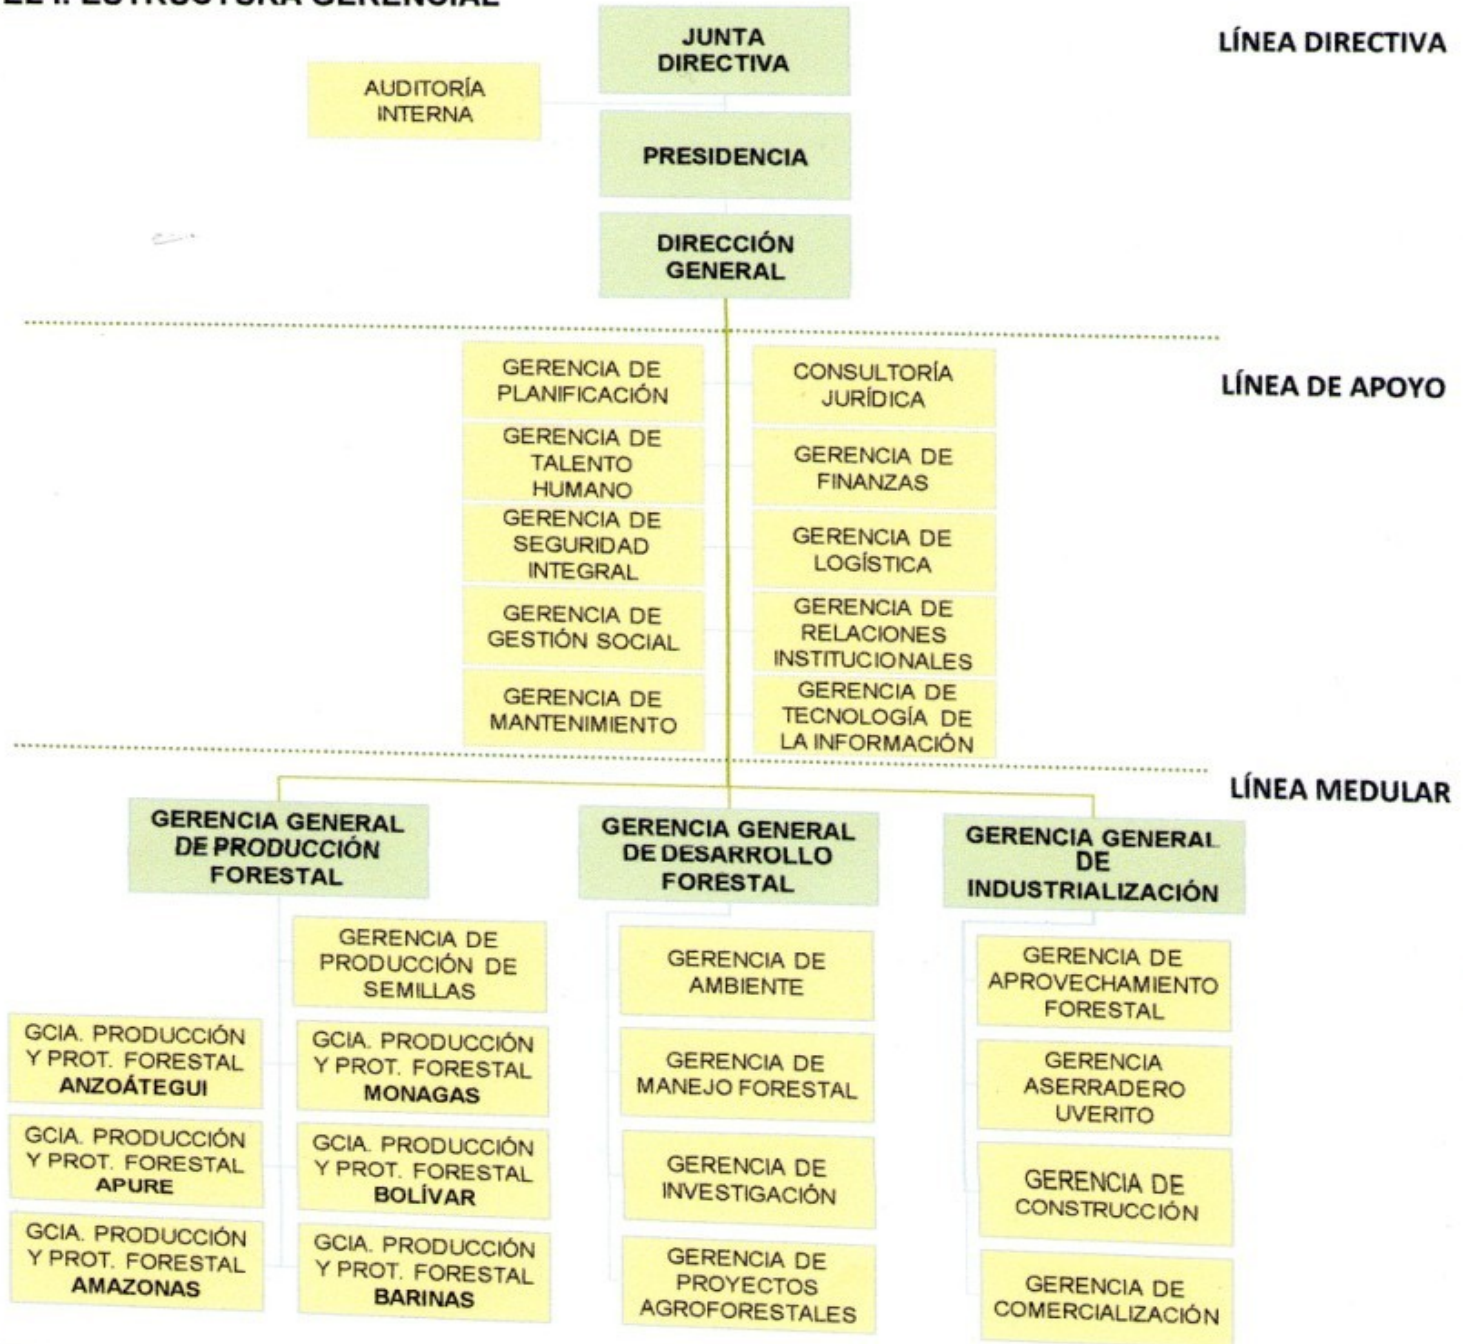 ESTRUCTURA GERENCIAL
JUNTA
DIRECTIVA
LÍNEA DIRECTIVA
AUDITORÍA
INTERNA
PRESIDENCIA
DIRECCIÓN
GENERAL
LÍNEA DE APOYO
GERENCIA DE
PLANIFICACIÓN
CONSULTORÍA
JURÍDICA
GERENCIA DE
TALENTO
HUMANO
GERENCIA DE
FINANZAS
GERENCIA DE
SEGURIDAD
INTEGRAL
GERENCIA DE
LOGÍSTICA
GERENCIA DE
GESTIÓN SOCIAL
GERENCIA DE
RELACIONES
INSTITUCIONALES
GERENCIA DE
MANTENIMIENTO
GERENCIA DE
TECNOLOGÍA DE
LA INFORMACIÓN
LÍNEA MEDULAR
GERENCIA GENERAL
DE PRODUCCIÓN
FORESTAL
GERENCIA DE
PRODUCCIÓN DE
SEMILLAS
GCIA. PRODUCCIÓN
Y PROT. FORESTAL
ANZOÁTEGUI
GCIA. PRODUCCIÓN
Y PROT. FORESTAL
MONAGAS
GCIA. PRODUCCIÓN
Y PROT. FORESTAL
APURE
GCIA. PRODUCCIÓN
Y PROT. FORESTAL
BOLÍVAR
GCIA. PRODUCCIÓN
Y PROT. FORESTAL
AMAZONAS
GCIA. PRODUCCIÓN
Y PROT. FORESTAL
BARINAS
GERENCIA GENERAL
DE DESARROLLO
FORESTAL
GERENCIA DE
AMBIENTE
GERENCIA DE
MANEJO FORESTAL
GERENCIA DE
INVESTIGACIÓN
GERENCIA DE
PROYECTOS
AGROFORESTALES
GERENCIA GENERAL
DE
INDUSTRIALIZACIÓN
GERENCIA DE
APROVECHAMIENTO
FORESTAL
GERENCIA
ASERRADERO
UVERITO
GERENCIA DE
CONSTRUCCIÓN
GERENCIA DE
COMERCIALIZACIÓN